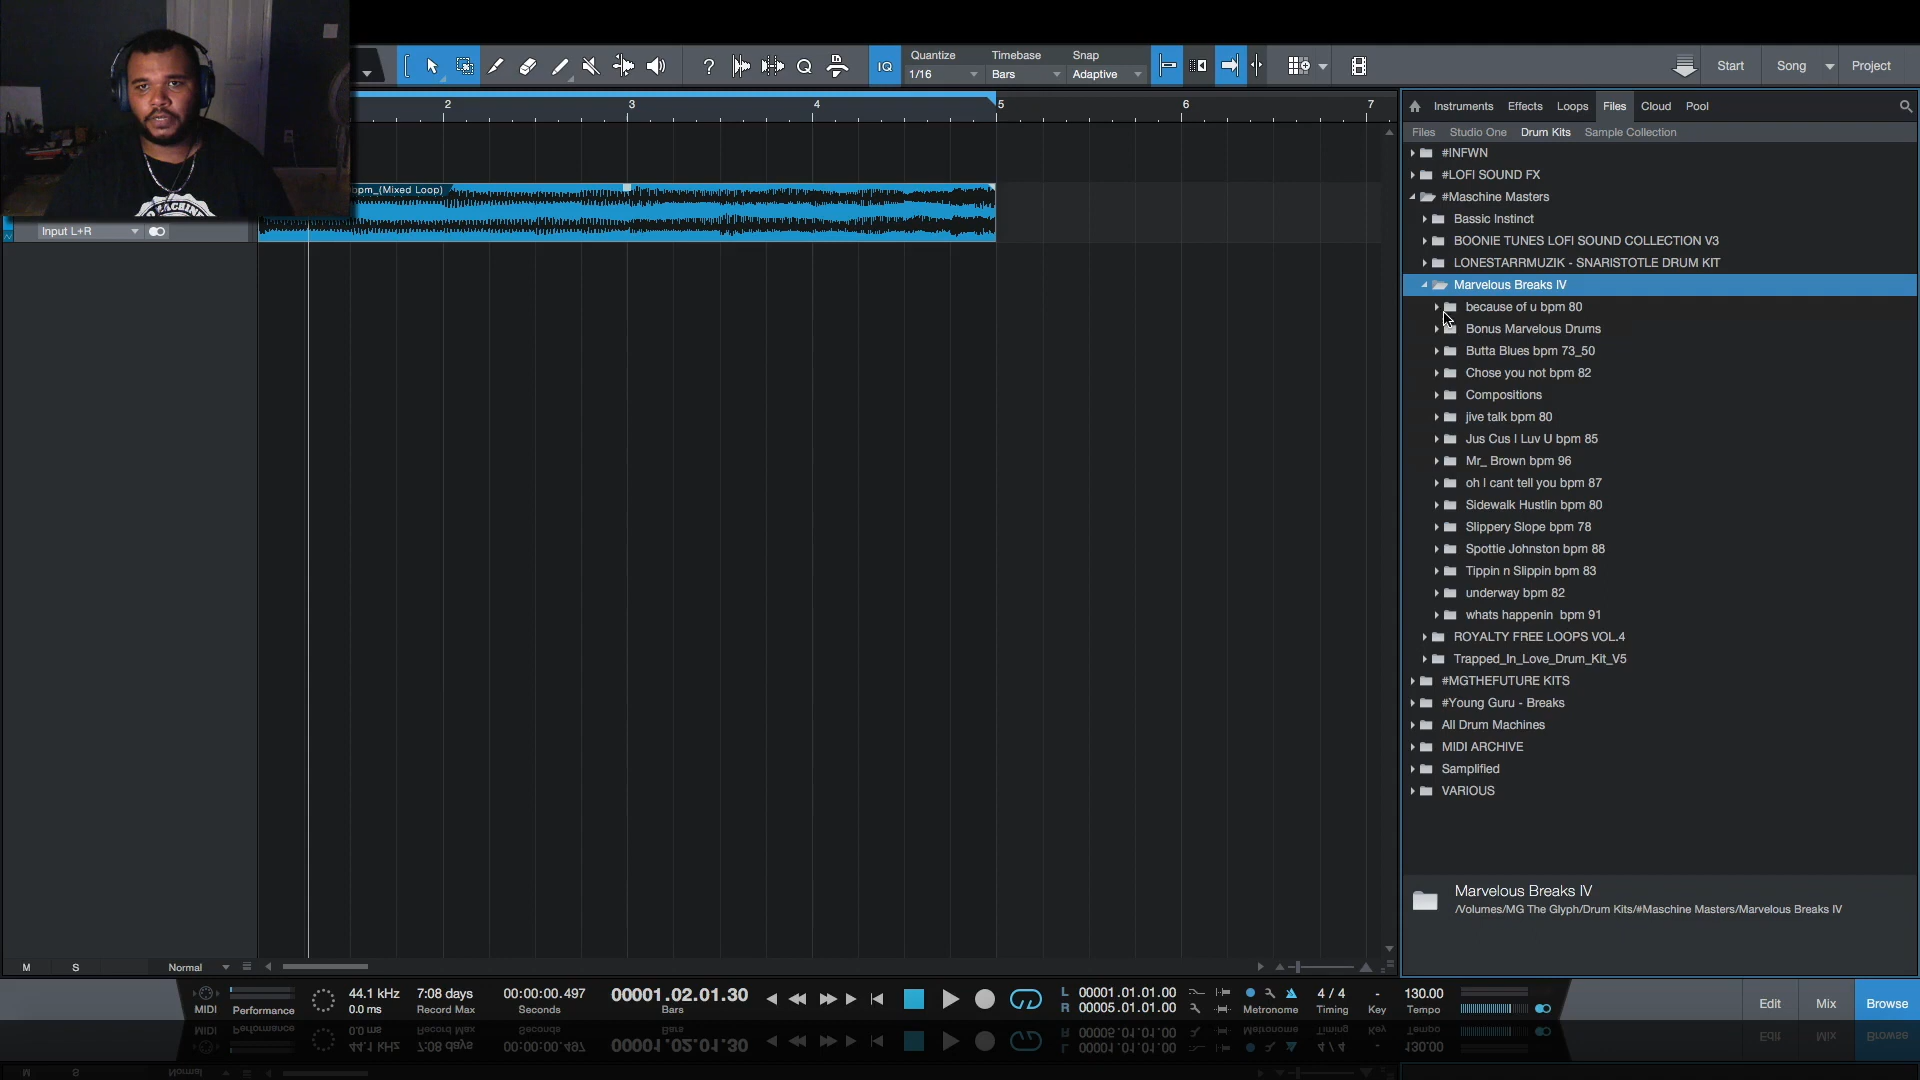 Quantize Timebase Snap
IQ 1/16 Bars Adaptive Start Song Project
2 3 4 5 6 7
Instruments Effects Loops Files Cloud Pool
Files Studio One Drum Kits Sample Collection
#INFWN
#LOFI SOUND FX
bpm_(Mixed Loop)
#Maschine Masters
Bassic Instinct
Input L+R
BOONIE TUNES LOFI SOUND COLLECTION V3
LONESTARRMUZIK - SNARISTOTLE DRUM KIT
Marvelous Breaks IV
because of u bpm 80
Bonus Marvelous Drums
Butta Blues bpm 73_50
Chose you not bpm 82
Compositions
jive talk bpm 80
Jus Cus I Luv U bpm 85
Mr_ Brown bpm 96
oh I cant tell you bpm 87
Sidewalk Hustlin bpm 80
Slippery Slope bpm 78
Spottie Johnston bpm 88
Tippin n Slippin bpm 83
underway bpm 82
whats happenin  bpm 91
ROYALTY FREE LOOPS VOL.4
Trapped_In_Love_Drum_Kit_V5
#MGTHEFUTURE KITS
#Young Guru - Breaks
All Drum Machines
MIDI ARCHIVE
Samplified
VARIOUS
Marvelous Breaks IV
/Volumes/MG The Glyph/Drum Kits/#Maschine Masters/Marvelous Breaks IV
M S Normal
44.1 kHz 7:08 days 00:00:00.497 00001.02.01.30 L 00001.01.01.00 4 / 4 - 130.00
MIDI Performance 0.0 ms Record Max Seconds Bars R 00005.01.01.00 Metronome Timing Key Tempo
Edit Mix Browse